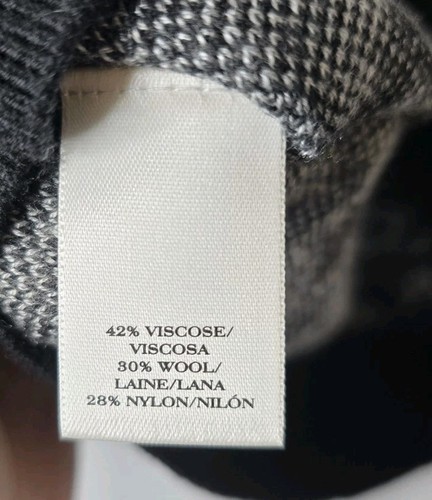 42% VISCOSE/
VISCOSA
30% WOOL/
LAINE/LANA
28% NYLON/NILÓN